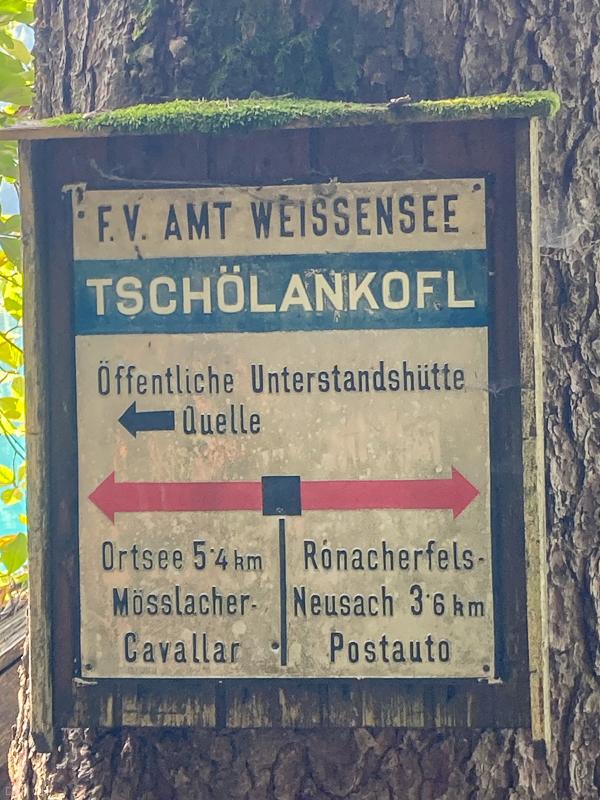 F.V. AMT WEISSENSEE
TSCHÖLANKOFL
Öffentliche Unterstandshütte
Quelle
Ortsee 5·4 km
Mösslacher-
Cavallar
Ronacherfels-
Neusach 3·6 km
Postauto